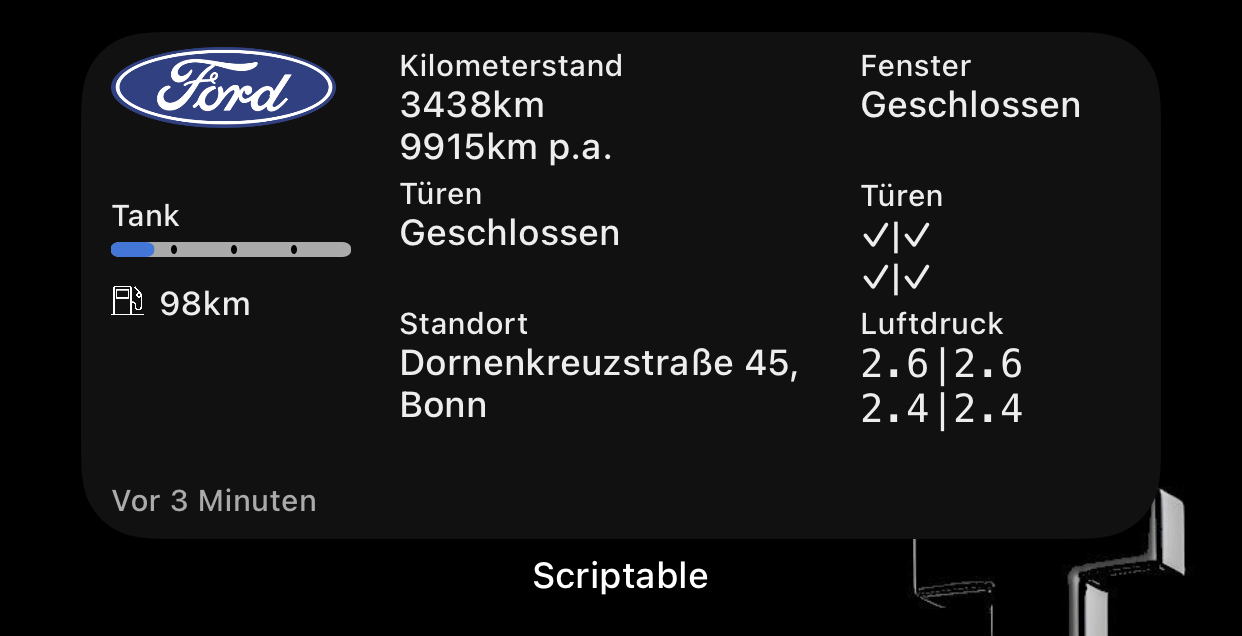 Ford
Tank
98km
Vor 3 Minuten
Kilometerstand
3438km
9915km p.a.
Türen
Geschlossen
Standort
Dornenkreuzstraße 45,
Bonn
Fenster
Geschlossen
Türen
✓|✓
✓|✓
Luftdruck
2.6|2.6
2.4|2.4
Scriptable